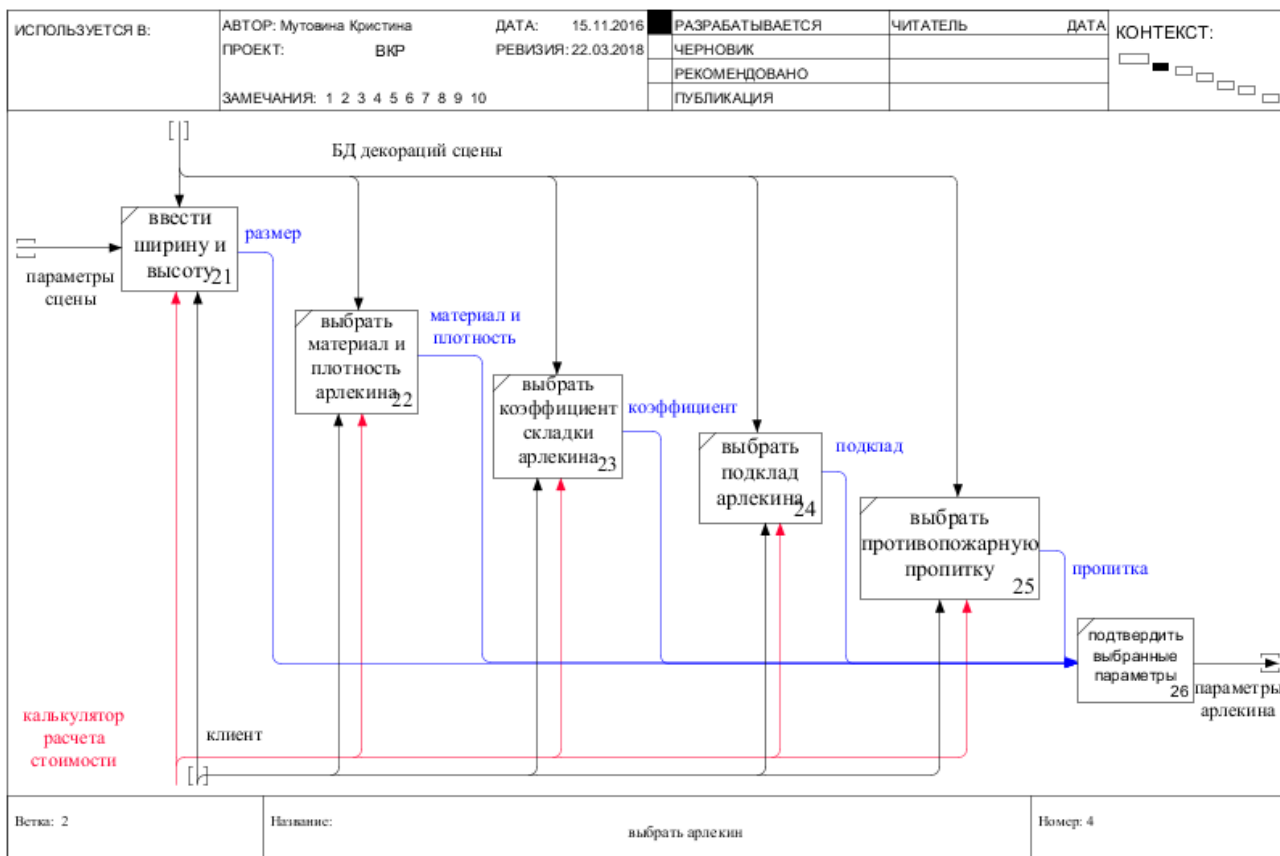 ИСПОЛЬЗУЕТСЯ В:
АВТОР: Мутовина Кристина
ДАТА: 15.11.2016
ПРОЕКТ: ВКР
РЕВИЗИЯ: 22.03.2018
ЗАМЕЧАНИЯ: 1 2 3 4 5 6 7 8 9 10
РАЗРАБАТЫВАЕТСЯ
ЧЕРНОВИК
РЕКОМЕНДОВАНО
ПУБЛИКАЦИЯ
ЧИТАТЕЛЬ
ДАТА
КОНТЕКСТ:
БД декораций сцены
параметры
сцены
ввести
ширину и
высоту
21
размер
выбрать
материал и
плотность
арлекина
22
материал и
плотность
выбрать
коэффициент
складки
арлекина
23
коэффициент
выбрать
подклад
арлекина
24
подклад
выбрать
противопожарную
пропитку
25
пропитка
подтвердить
выбранные
параметры
26
параметры
арлекина
калькулятор
расчета
стоимости
клиент
Ветка: 2
Название:
выбрать арлекин
Номер: 4